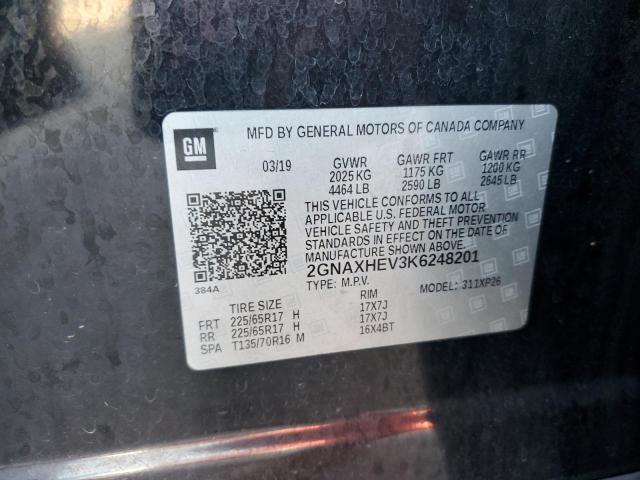 GM
MFD BY GENERAL MOTORS OF CANADA COMPANY
03/19 GVWR GAWR FRT GAWR RR
2025 KG 1175 KG 1200 KG
4464 LB 2590 LB 2645 LB
THIS VEHICLE CONFORMS TO ALL
APPLICABLE U.S. FEDERAL MOTOR
VEHICLE SAFETY AND THEFT PREVENTION
STANDARDS IN EFFECT ON THE DATE OF
MANUFACTURE SHOWN ABOVE.
384A
2GNAXHEV3K6248201
TYPE: M.P.V. MODEL: 311XP26
TIRE SIZE RIM
FRT 225/65R17 H 17X7J
RR 225/65R17 H 17X7J
SPA T135/70R16 M 16X4BT